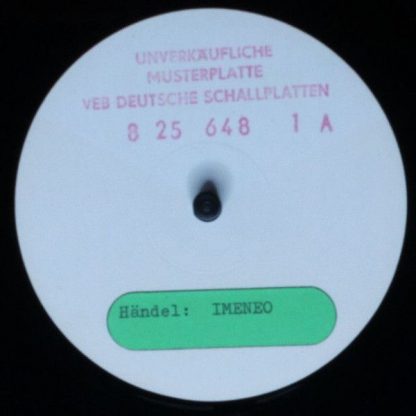 UNVERKÄUFLICHE
MUSTERPLATTE
VEB DEUTSCHE SCHALLPLATTEN
8 25 648 1 A
Händel: IMENEO